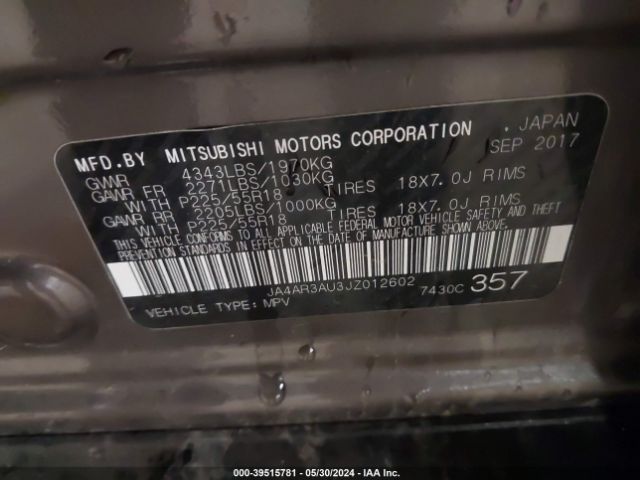 MFD.BY MITSUBISHI MOTORS CORPORATION , JAPAN
GWR 4343LBS/1970KG SEP 2017
GAWR FR 2271LBS/1030KG
WITH P225/55R18 TIRES 18X7.0J RIMS
GAWR RR 2205LBS/1000KG
WITH P225/55R18 TIRES 18X7.0J RIMS
THIS VEHICLE CONFORMS TO ALL APPLICABLE FEDERAL MOTOR VEHICLE SAFETY AND THEFT
PREVENTION STANDARDS IN EFFECT ON THE DATE OF MANUFACTURE SHOWN ABOVE.
JA4AR3AU3JZ012602
VEHICLE TYPE: MPV 7430C 357
000-39515781 - 05/30/2024 - IAA Inc.